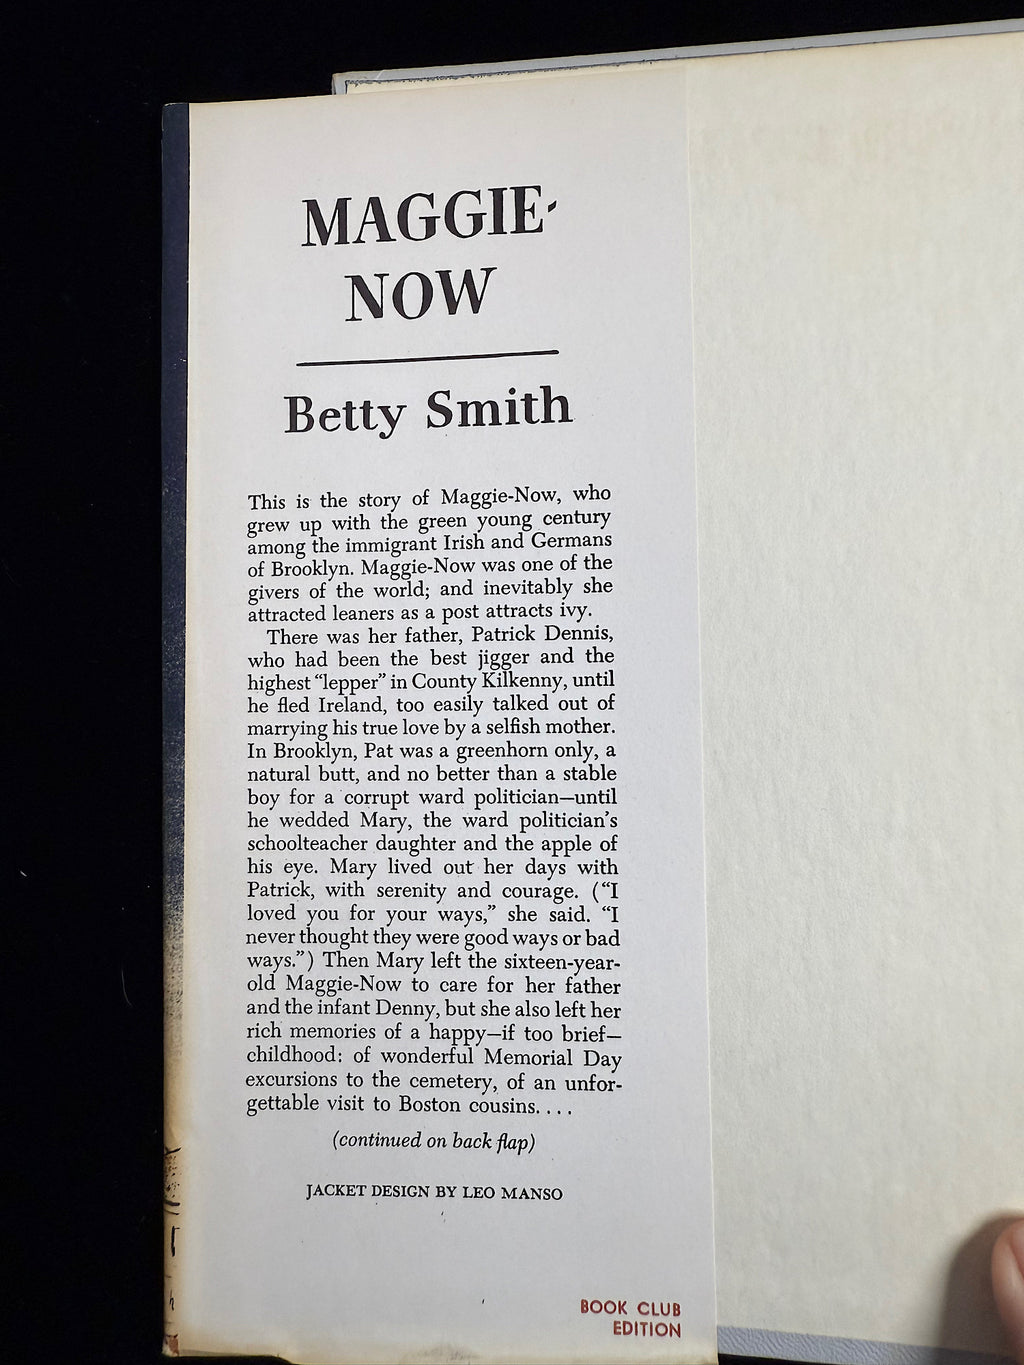 MAGGIE-
NOW
Betty Smith
This is the story of Maggie-Now, who
grew up with the green young century
among the immigrant Irish and Germans
of Brooklyn. Maggie-Now was one of the
givers of the world; and inevitably she
attracted leaners as a post attracts ivy.
There was her father, Patrick Dennis,
who had been the best jigger and the
highest “lepper” in County Kilkenny, until
he fled Ireland, too easily talked out of
marrying his true love by a selfish mother.
In Brooklyn, Pat was a greenhorn only, a
natural butt, and no better than a stable
boy for a corrupt ward politician—until
he wedded Mary, the ward politician’s
schoolteacher daughter and the apple of
his eye. Mary lived out her days with
Patrick, with serenity and courage. (“I
loved you for your ways,” she said. “I
never thought they were good ways or bad
ways.”) Then Mary left the sixteen-year-
old Maggie-Now to care for her father
and the infant Denny, but she also left her
rich memories of a happy—if too brief—
childhood: of wonderful Memorial Day
excursions to the cemetery, of an unfor-
gettable visit to Boston cousins....
(continued on back flap)
JACKET DESIGN BY LEO MANSO
BOOK CLUB
EDITION